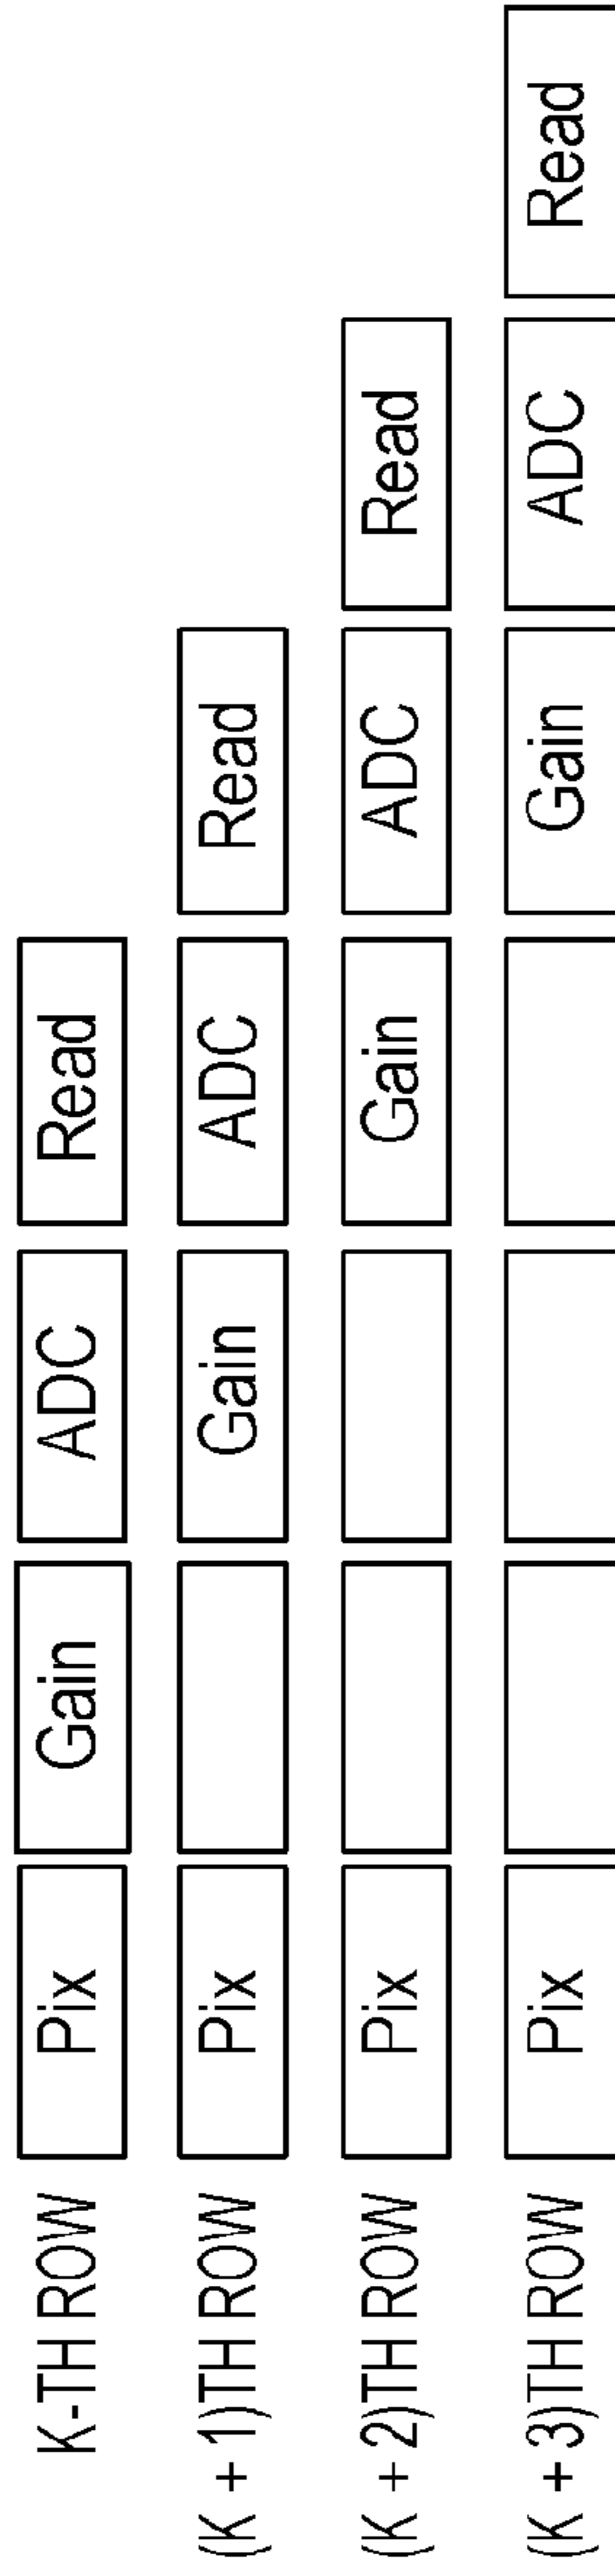 K-TH ROW Pix Gain ADC Read
(K + 1)TH ROW Pix Gain ADC Read
(K + 2)TH ROW Pix Gain ADC Read
(K + 3)TH ROW Pix Gain ADC Read